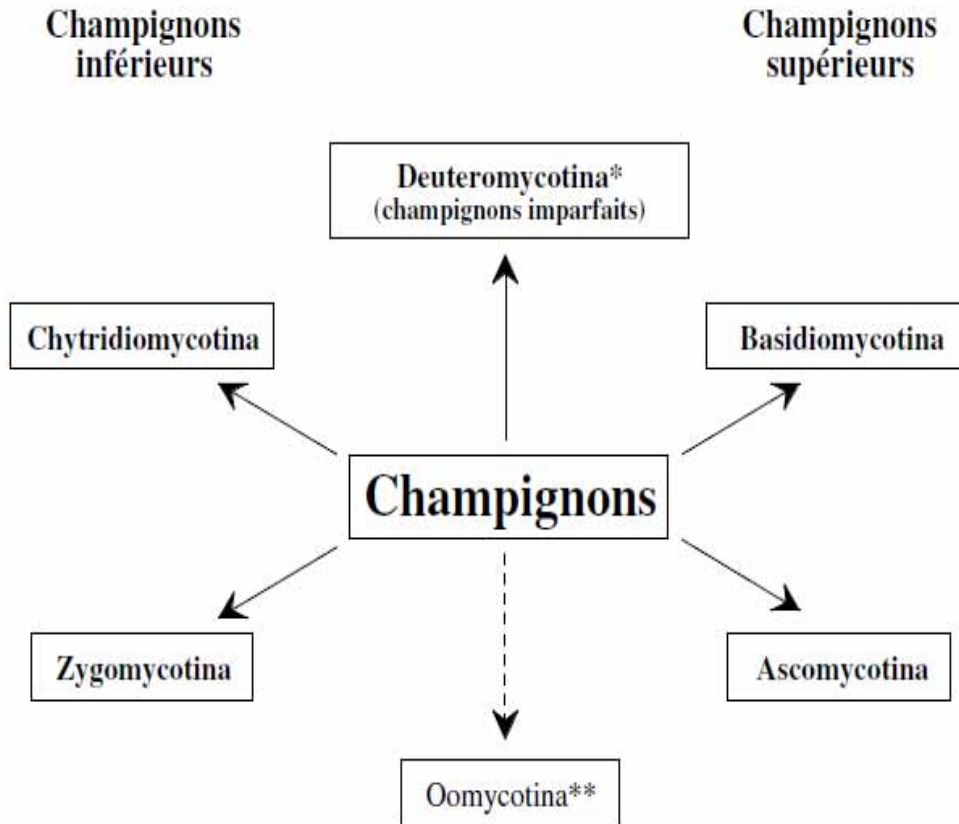 Champignons
inférieurs
Champignons
supérieurs
Deuteromycotina*
(champignons imparfaits)
Chytridiomycotina
Basidiomycotina
Champignons
Zygomycotina
Ascomycotina
Oomycotina**